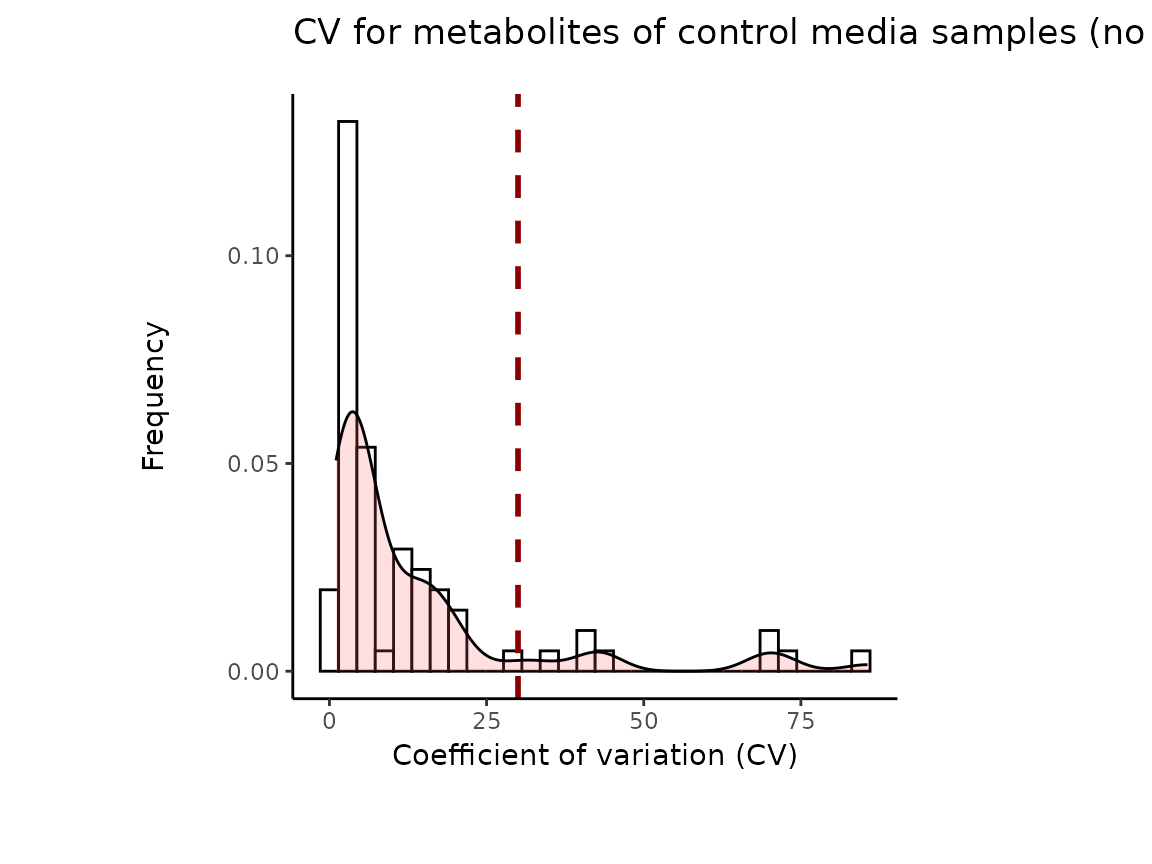 CV for metabolites of control media samples (no
Frequency
0.10
0.05
0.00
0 25 50 75
Coefficient of variation (CV)